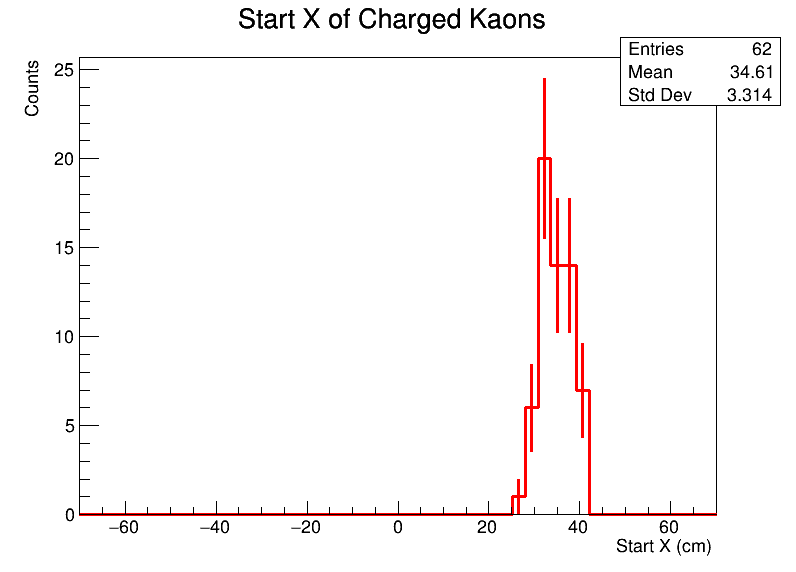 Start X of Charged Kaons
Entries 62
Mean 34.61
Std Dev 3.314
Counts
25
20
15
10
5
0
−60 −40 −20 0 20 40 60
Start X (cm)